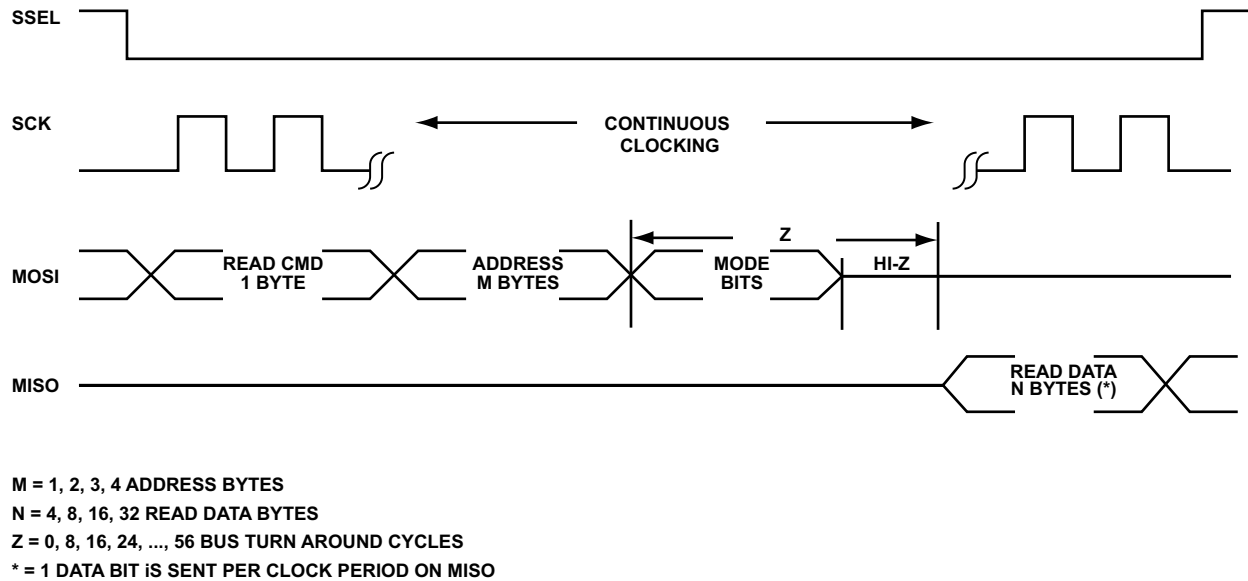 SSEL
SCK
CONTINUOUS
CLOCKING
Z
MOSI
READ CMD
1 BYTE
ADDRESS
M BYTES
MODE
BITS
HI-Z
MISO
READ DATA
N BYTES (*)
M = 1, 2, 3, 4 ADDRESS BYTES
N = 4, 8, 16, 32 READ DATA BYTES
Z = 0, 8, 16, 24, ..., 56 BUS TURN AROUND CYCLES
* = 1 DATA BIT iS SENT PER CLOCK PERIOD ON MISO